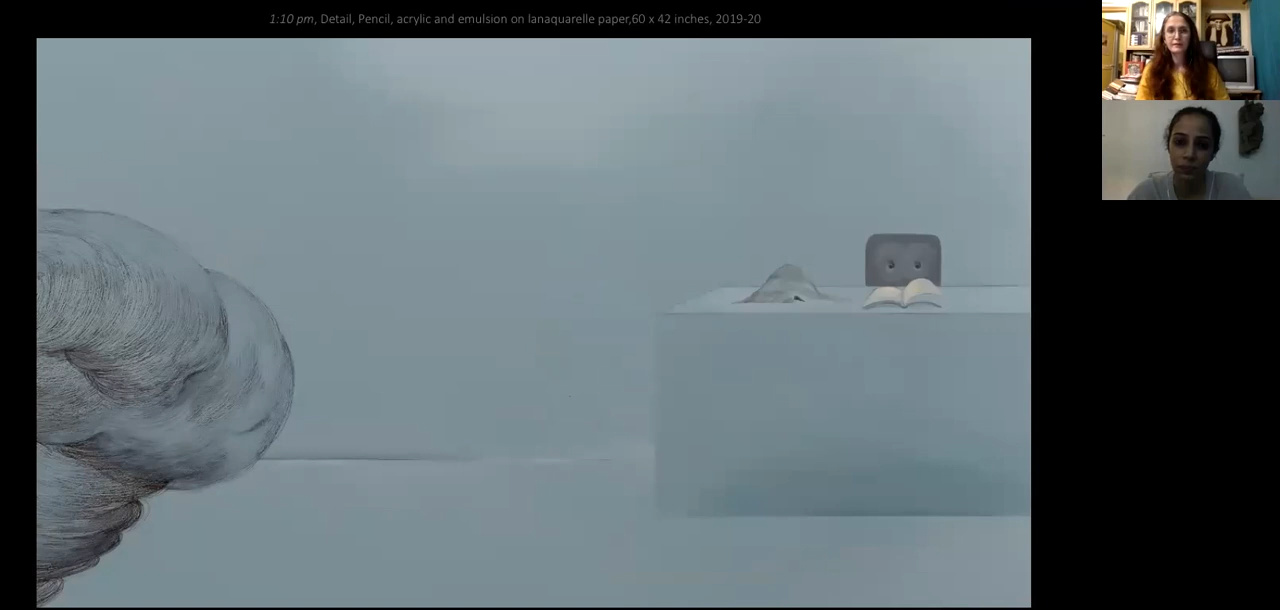 1:10 pm, Detail, Pencil, acrylic and emulsion on lanaquarelle paper,60 x 42 inches, 2019-20